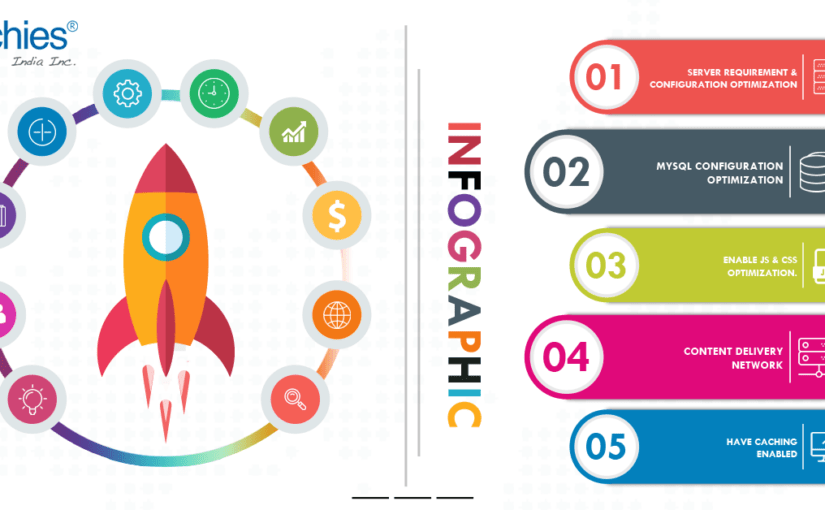 chies®
India Inc.
INFOGRAPHIC
01
SERVER REQUIREMENT &
CONFIGURATION OPTIMIZATION
02
MYSQL CONFIGURATION
OPTIMIZATION
03
ENABLE JS & CSS
OPTIMIZATION.
04
CONTENT DELIVERY
NETWORK
05
HAVE CACHING
ENABLED